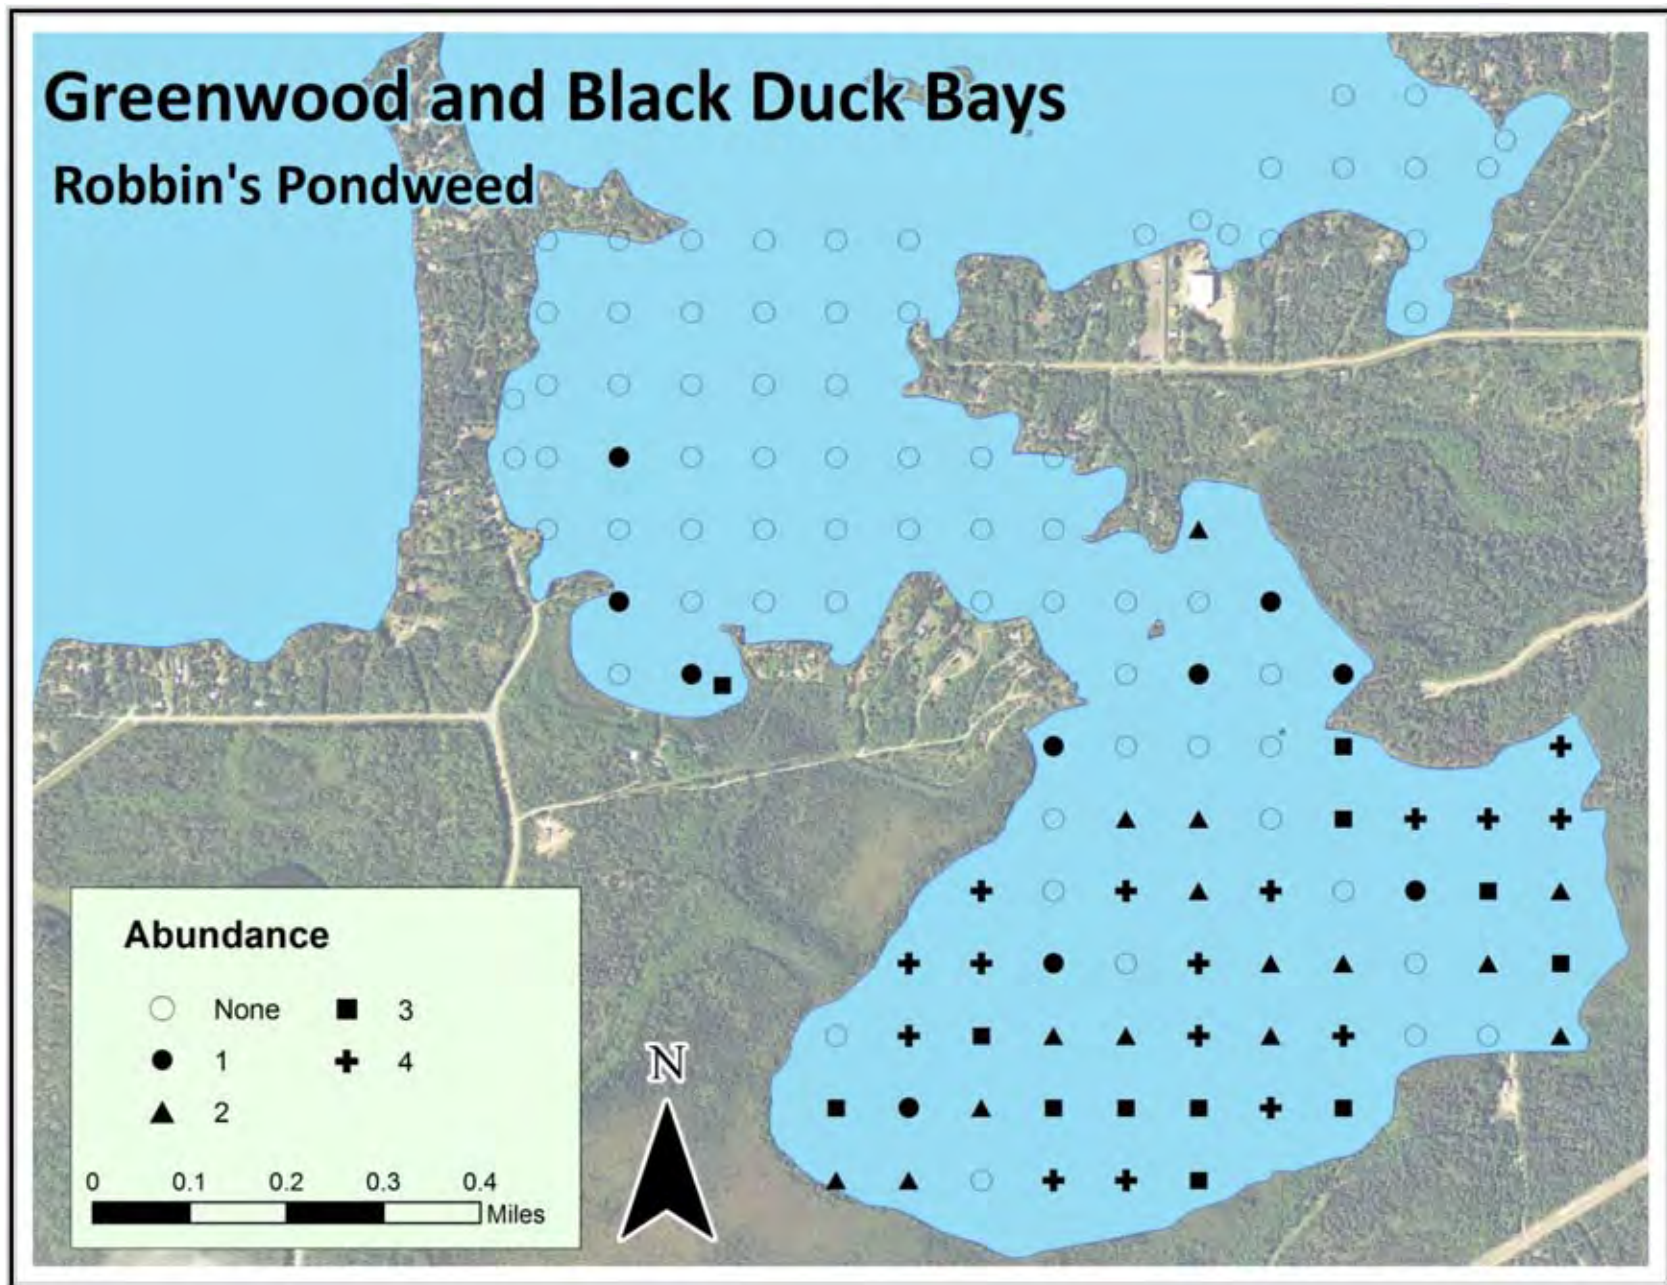 Greenwood and Black Duck Bays
Robbin's Pondweed
Abundance
None 3
1 4
2
N
0 0.1 0.2 0.3 0.4
Miles